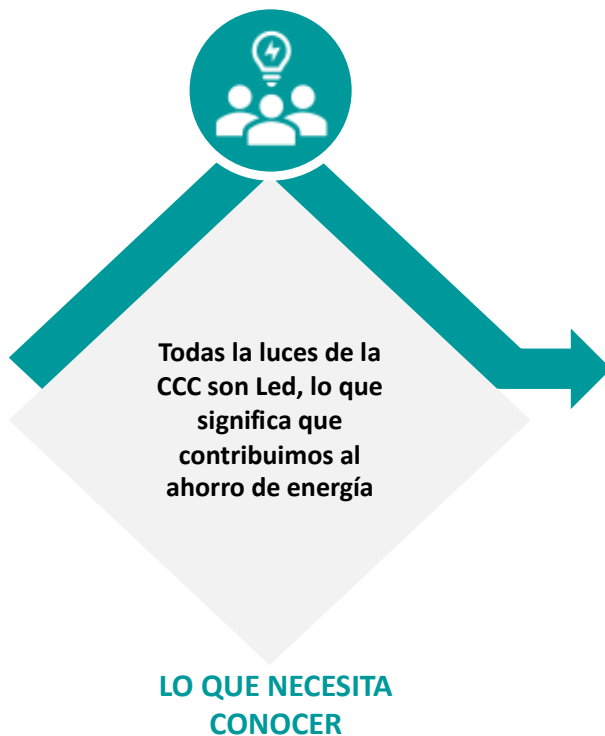 Todas la luces de la
CCC son Led, lo que
significa que
contribuimos al
ahorro de energía
LO QUE NECESITA
CONOCER